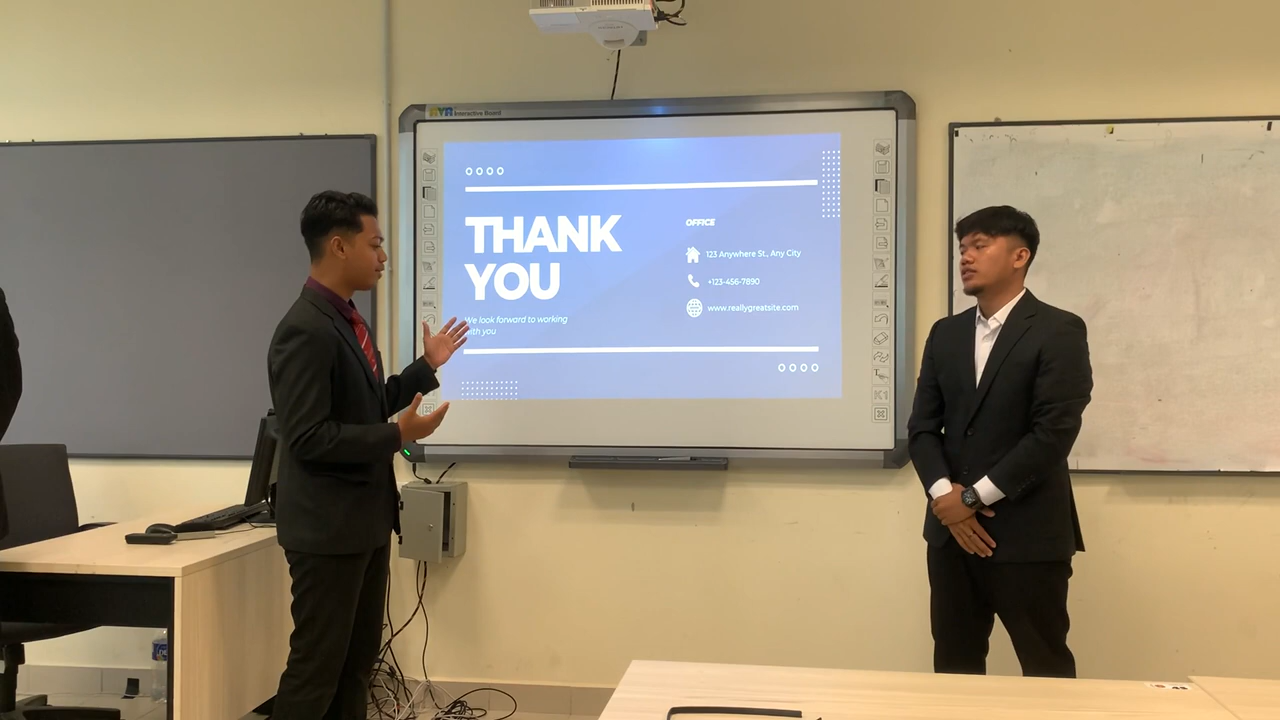 Interactive Board
THANK
YOU
We look forward to working
with you
OFFICE
123 Anywhere St., Any City
+123-456-7890
www.reallygreatsite.com
K1